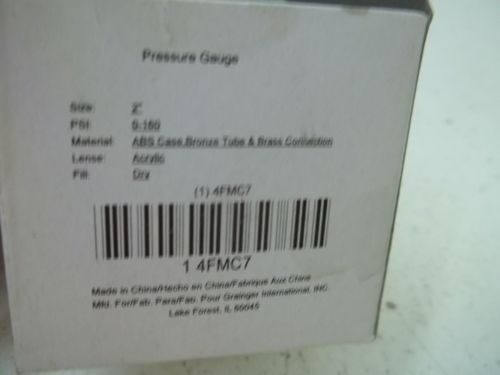 Pressure Gauge
Size: 2"
PSI: 0-160
Material: ABS Case,Bronze Tube & Brass Connection
Lense: Acrylic
Fill: Dry
(1) 4FMC7
1 4FMC7
Made in China/Hecho en China/Fabrique Aux China
Mfd. For/Fab. Para/Fab. Pour Grainger International, INC.
Lake Forest, IL 60045